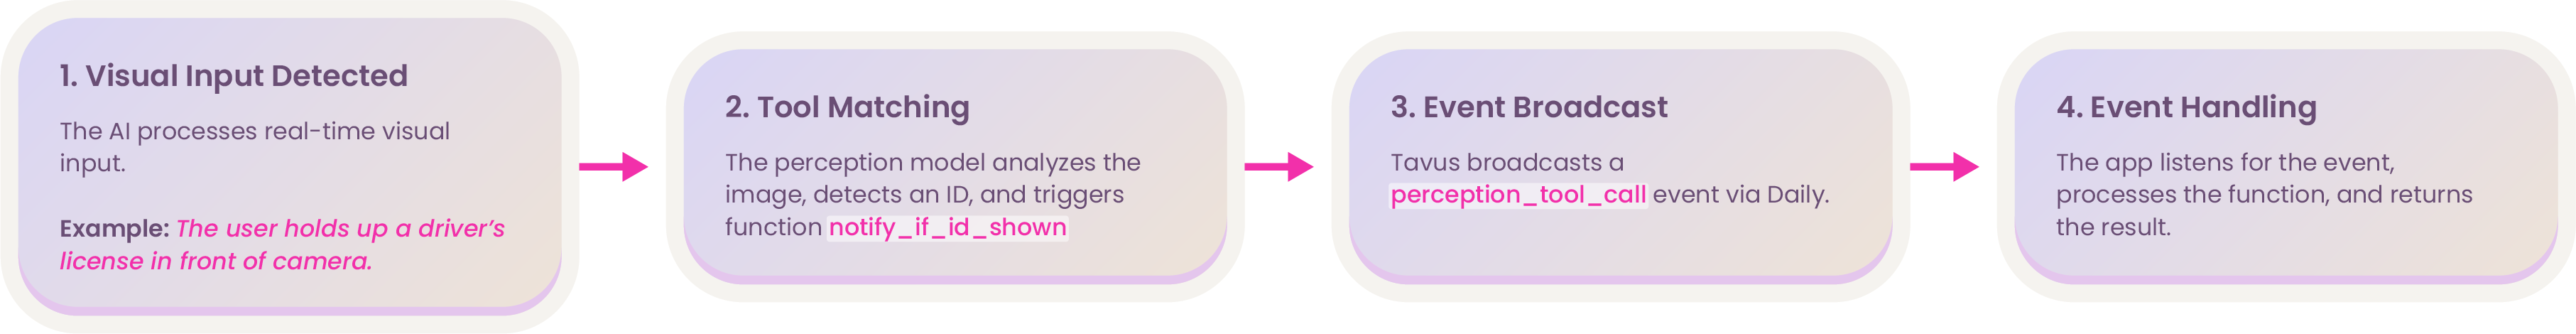 1. Visual Input Detected
The AI processes real-time visual
input.
Example: The user holds up a driver’s
license in front of camera.
2. Tool Matching
The perception model analyzes the
image, detects an ID, and triggers
function notify_if_id_shown
3. Event Broadcast
Tavus broadcasts a
perception_tool_call event via Daily.
4. Event Handling
The app listens for the event,
processes the function, and returns
the result.